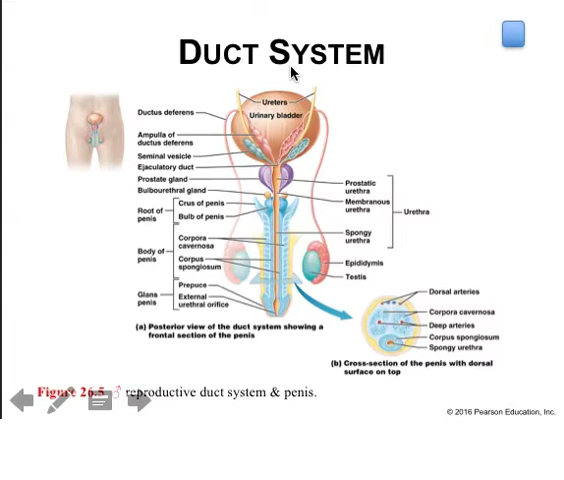 DUCT SYSTEM
Ureters
Urinary bladder
Ductus deferens
Ampulla of
ductus deferens
Seminal vesicle
Ejaculatory duct
Prostate gland
Bulbourethral gland
Root of
penis
Crus of penis
Bulb of penis
Body of
penis
Corpora
cavernosa
Corpus
spongiosum
Glans
penis
Prepuce
External
urethral orifice
Prostatic
urethra
Membranous
urethra
Spongy
urethra
Urethra
Epididymis
Testis
(a) Posterior view of the duct system showing a
frontal section of the penis
Dorsal arteries
Corpora cavernosa
Deep arteries
Corpus spongiosum
Spongy urethra
(b) Cross-section of the penis with dorsal
surface on top
Figure 26.5 ♂ reproductive duct system & penis.
© 2016 Pearson Education, Inc.